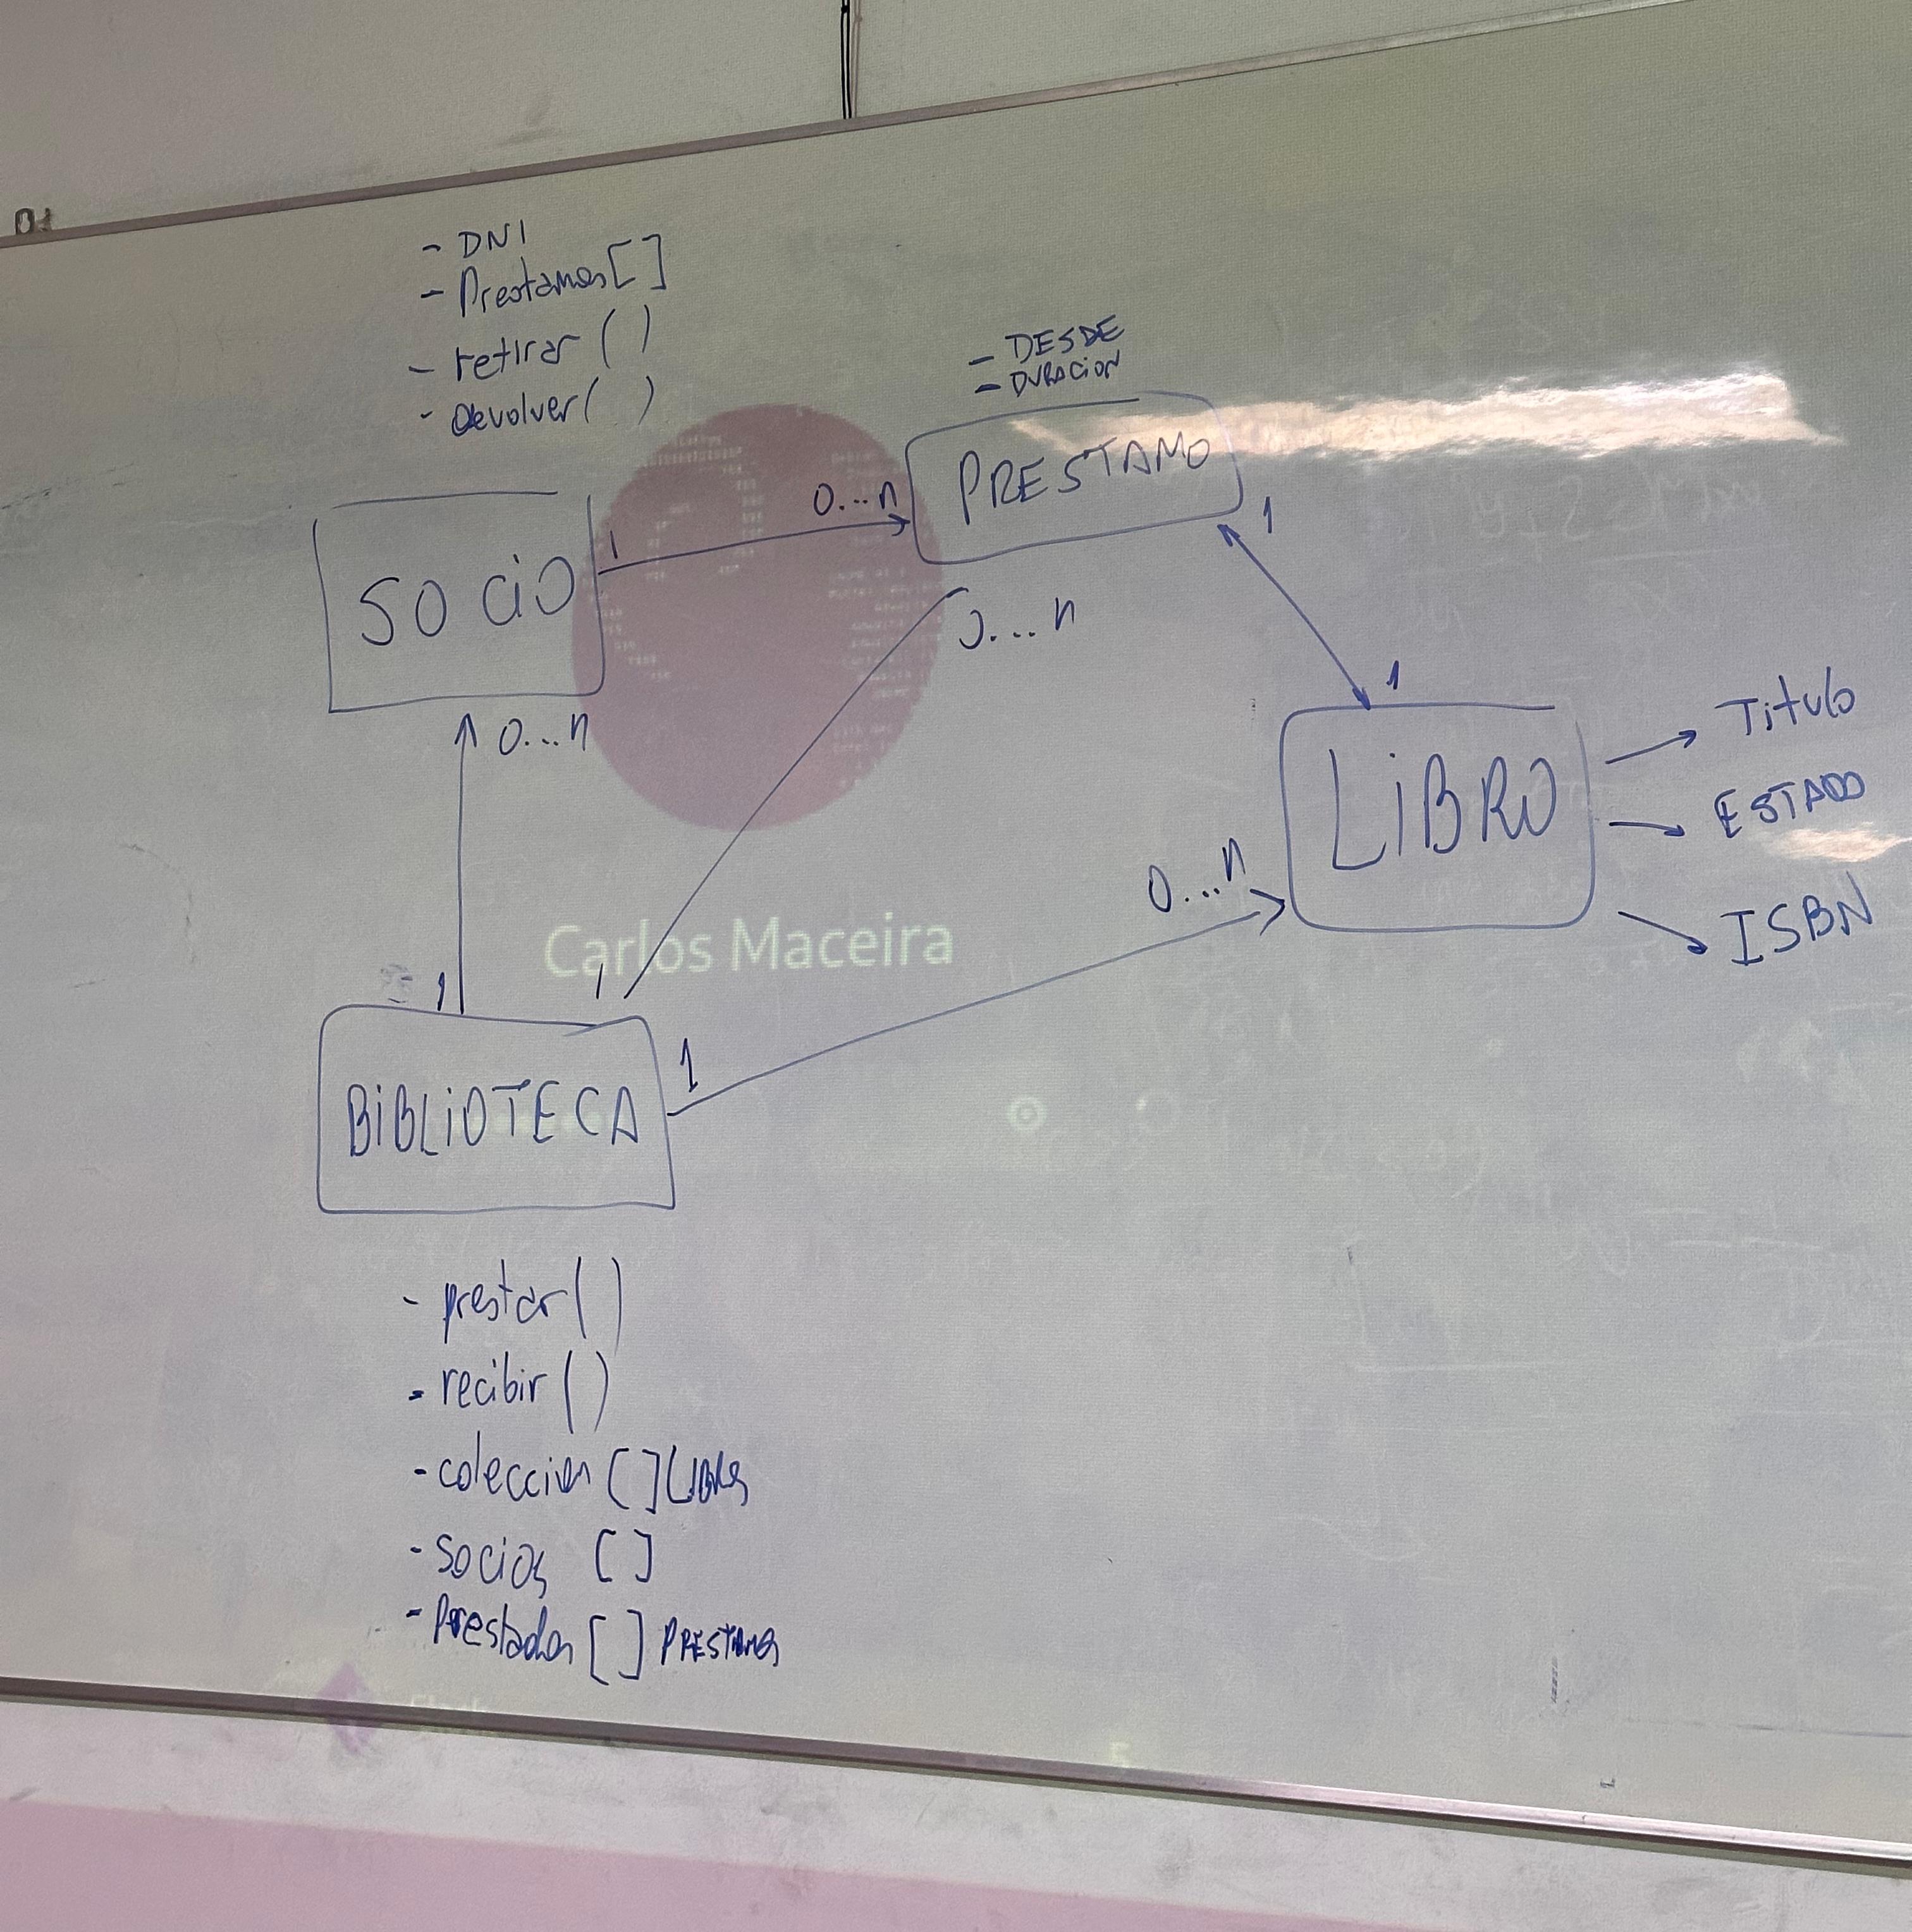 - DNI
- Prestamos[ ]
- retirar ( )
- devolver ( )
- DESDE
- DURACION
PRESTAMO
0...n
1
1
SOCIO
0...n
0...n
1
LIBRO
Titulo
ESTADO
ISBN
0....n
Carlos Maceira
1
1
1
BIBLIOTECA
- prestar ( )
- recibir ( )
- coleccion [ ] LIBROS
- socios [ ]
- Prestados [ ] PRESTAMOS
5